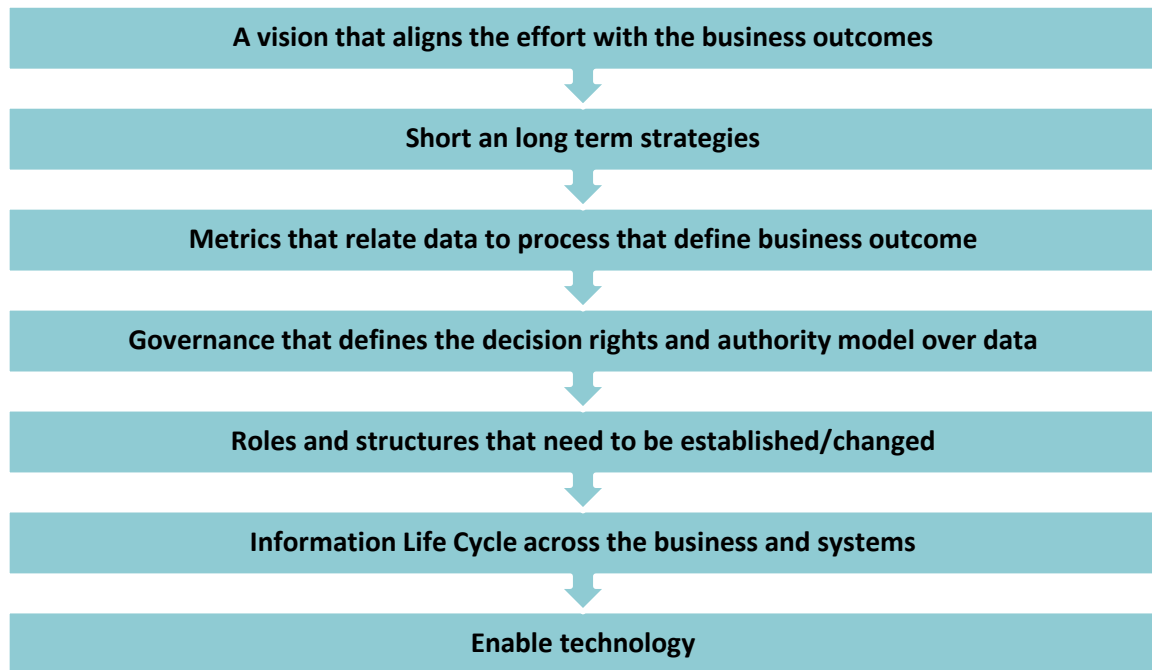 A vision that aligns the effort with the business outcomes
Short an long term strategies
Metrics that relate data to process that define business outcome
Governance that defines the decision rights and authority model over data
Roles and structures that need to be established/changed
Information Life Cycle across the business and systems
Enable technology